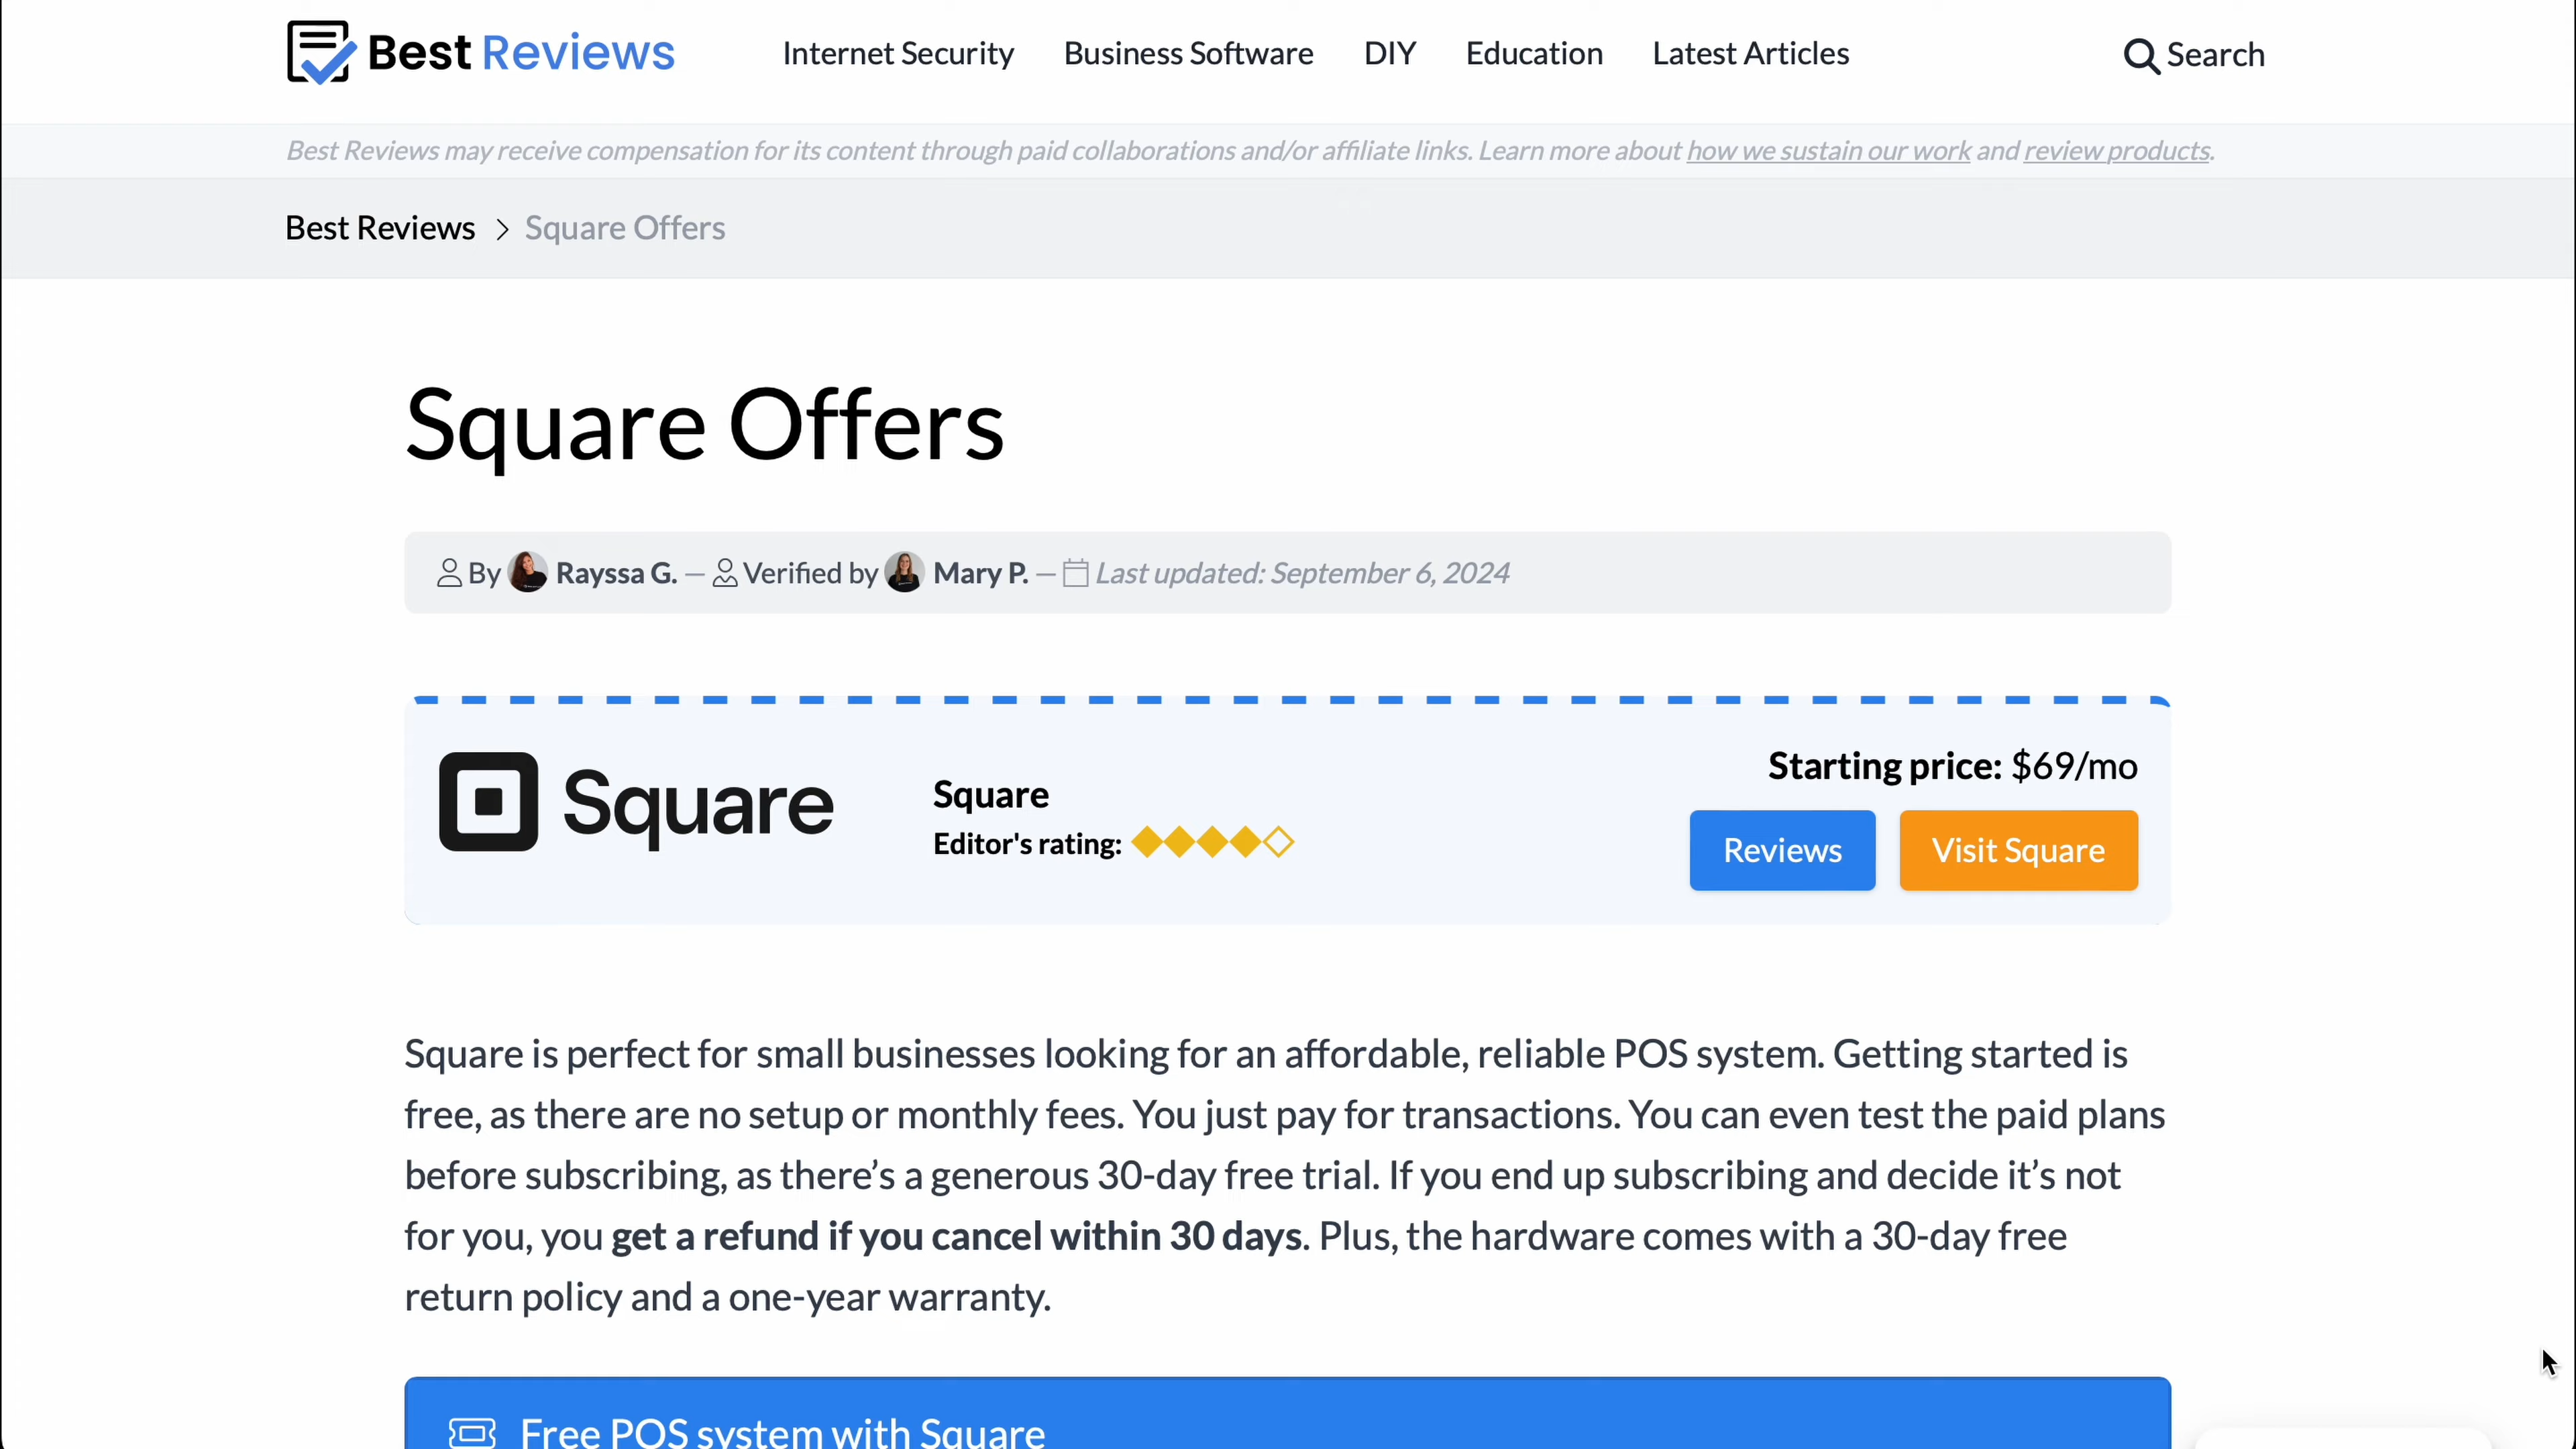 Best Reviews
Internet Security Business Software DIY Education Latest Articles
Search
Best Reviews may receive compensation for its content through paid collaborations and/or affiliate links. Learn more about how we sustain our work and review products.
Best Reviews > Square Offers
Square Offers
By Rayssa G. — Verified by Mary P. — Last updated: September 6, 2024
Square
Square
Editor's rating:
Starting price: $69/mo
Reviews Visit Square
Square is perfect for small businesses looking for an affordable, reliable POS system. Getting started is
free, as there are no setup or monthly fees. You just pay for transactions. You can even test the paid plans
before subscribing, as there’s a generous 30-day free trial. If you end up subscribing and decide it’s not
for you, you get a refund if you cancel within 30 days. Plus, the hardware comes with a 30-day free
return policy and a one-year warranty.
Free POS system with Square